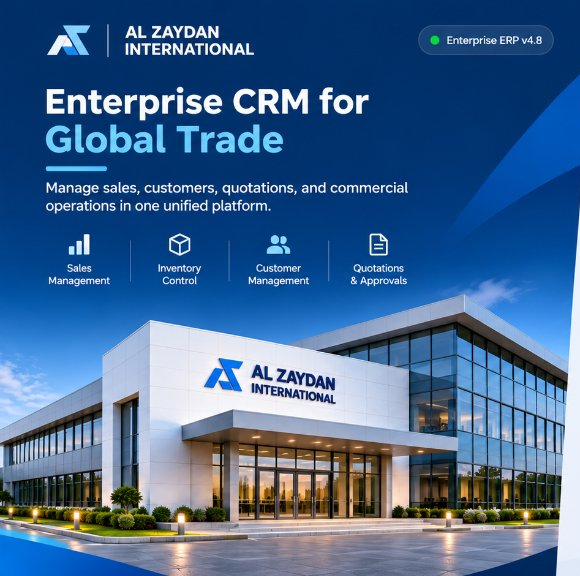 AL ZAYDAN
INTERNATIONAL
Enterprise ERP v4.8
Enterprise CRM for
Global Trade
Manage sales, customers, quotations, and commercial
operations in one unified platform.
Sales
Management
Inventory
Control
Customer
Management
Quotations
& Approvals
AL ZAYDAN
INTERNATIONAL